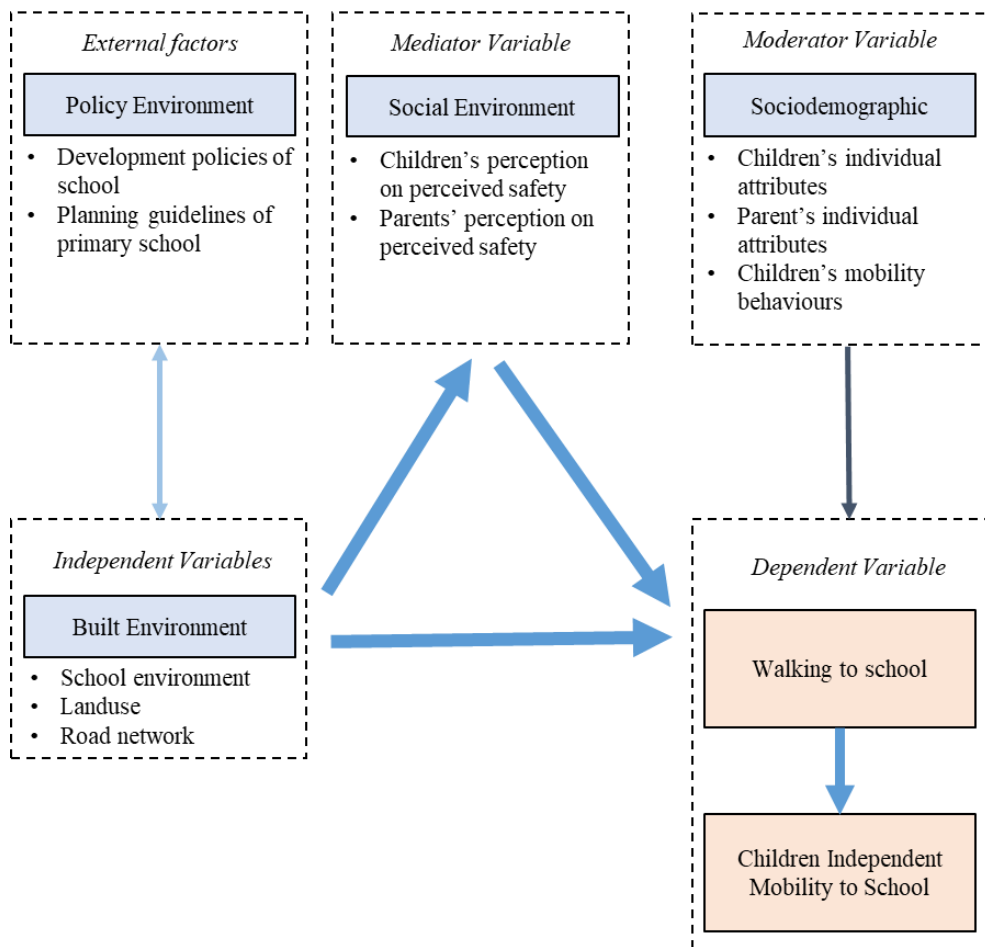 External factors
Policy Environment
• Development policies of
school
• Planning guidelines of
primary school
Mediator Variable
Social Environment
• Children's perception
on perceived safety
• Parents' perception on
perceived safety
Moderator Variable
Sociodemographic
• Children's individual
attributes
• Parent's individual
attributes
• Children's mobility
behaviours
Independent Variables
Built Environment
• School environment
• Landuse
• Road network
Dependent Variable
Walking to school
Children Independent
Mobility to School